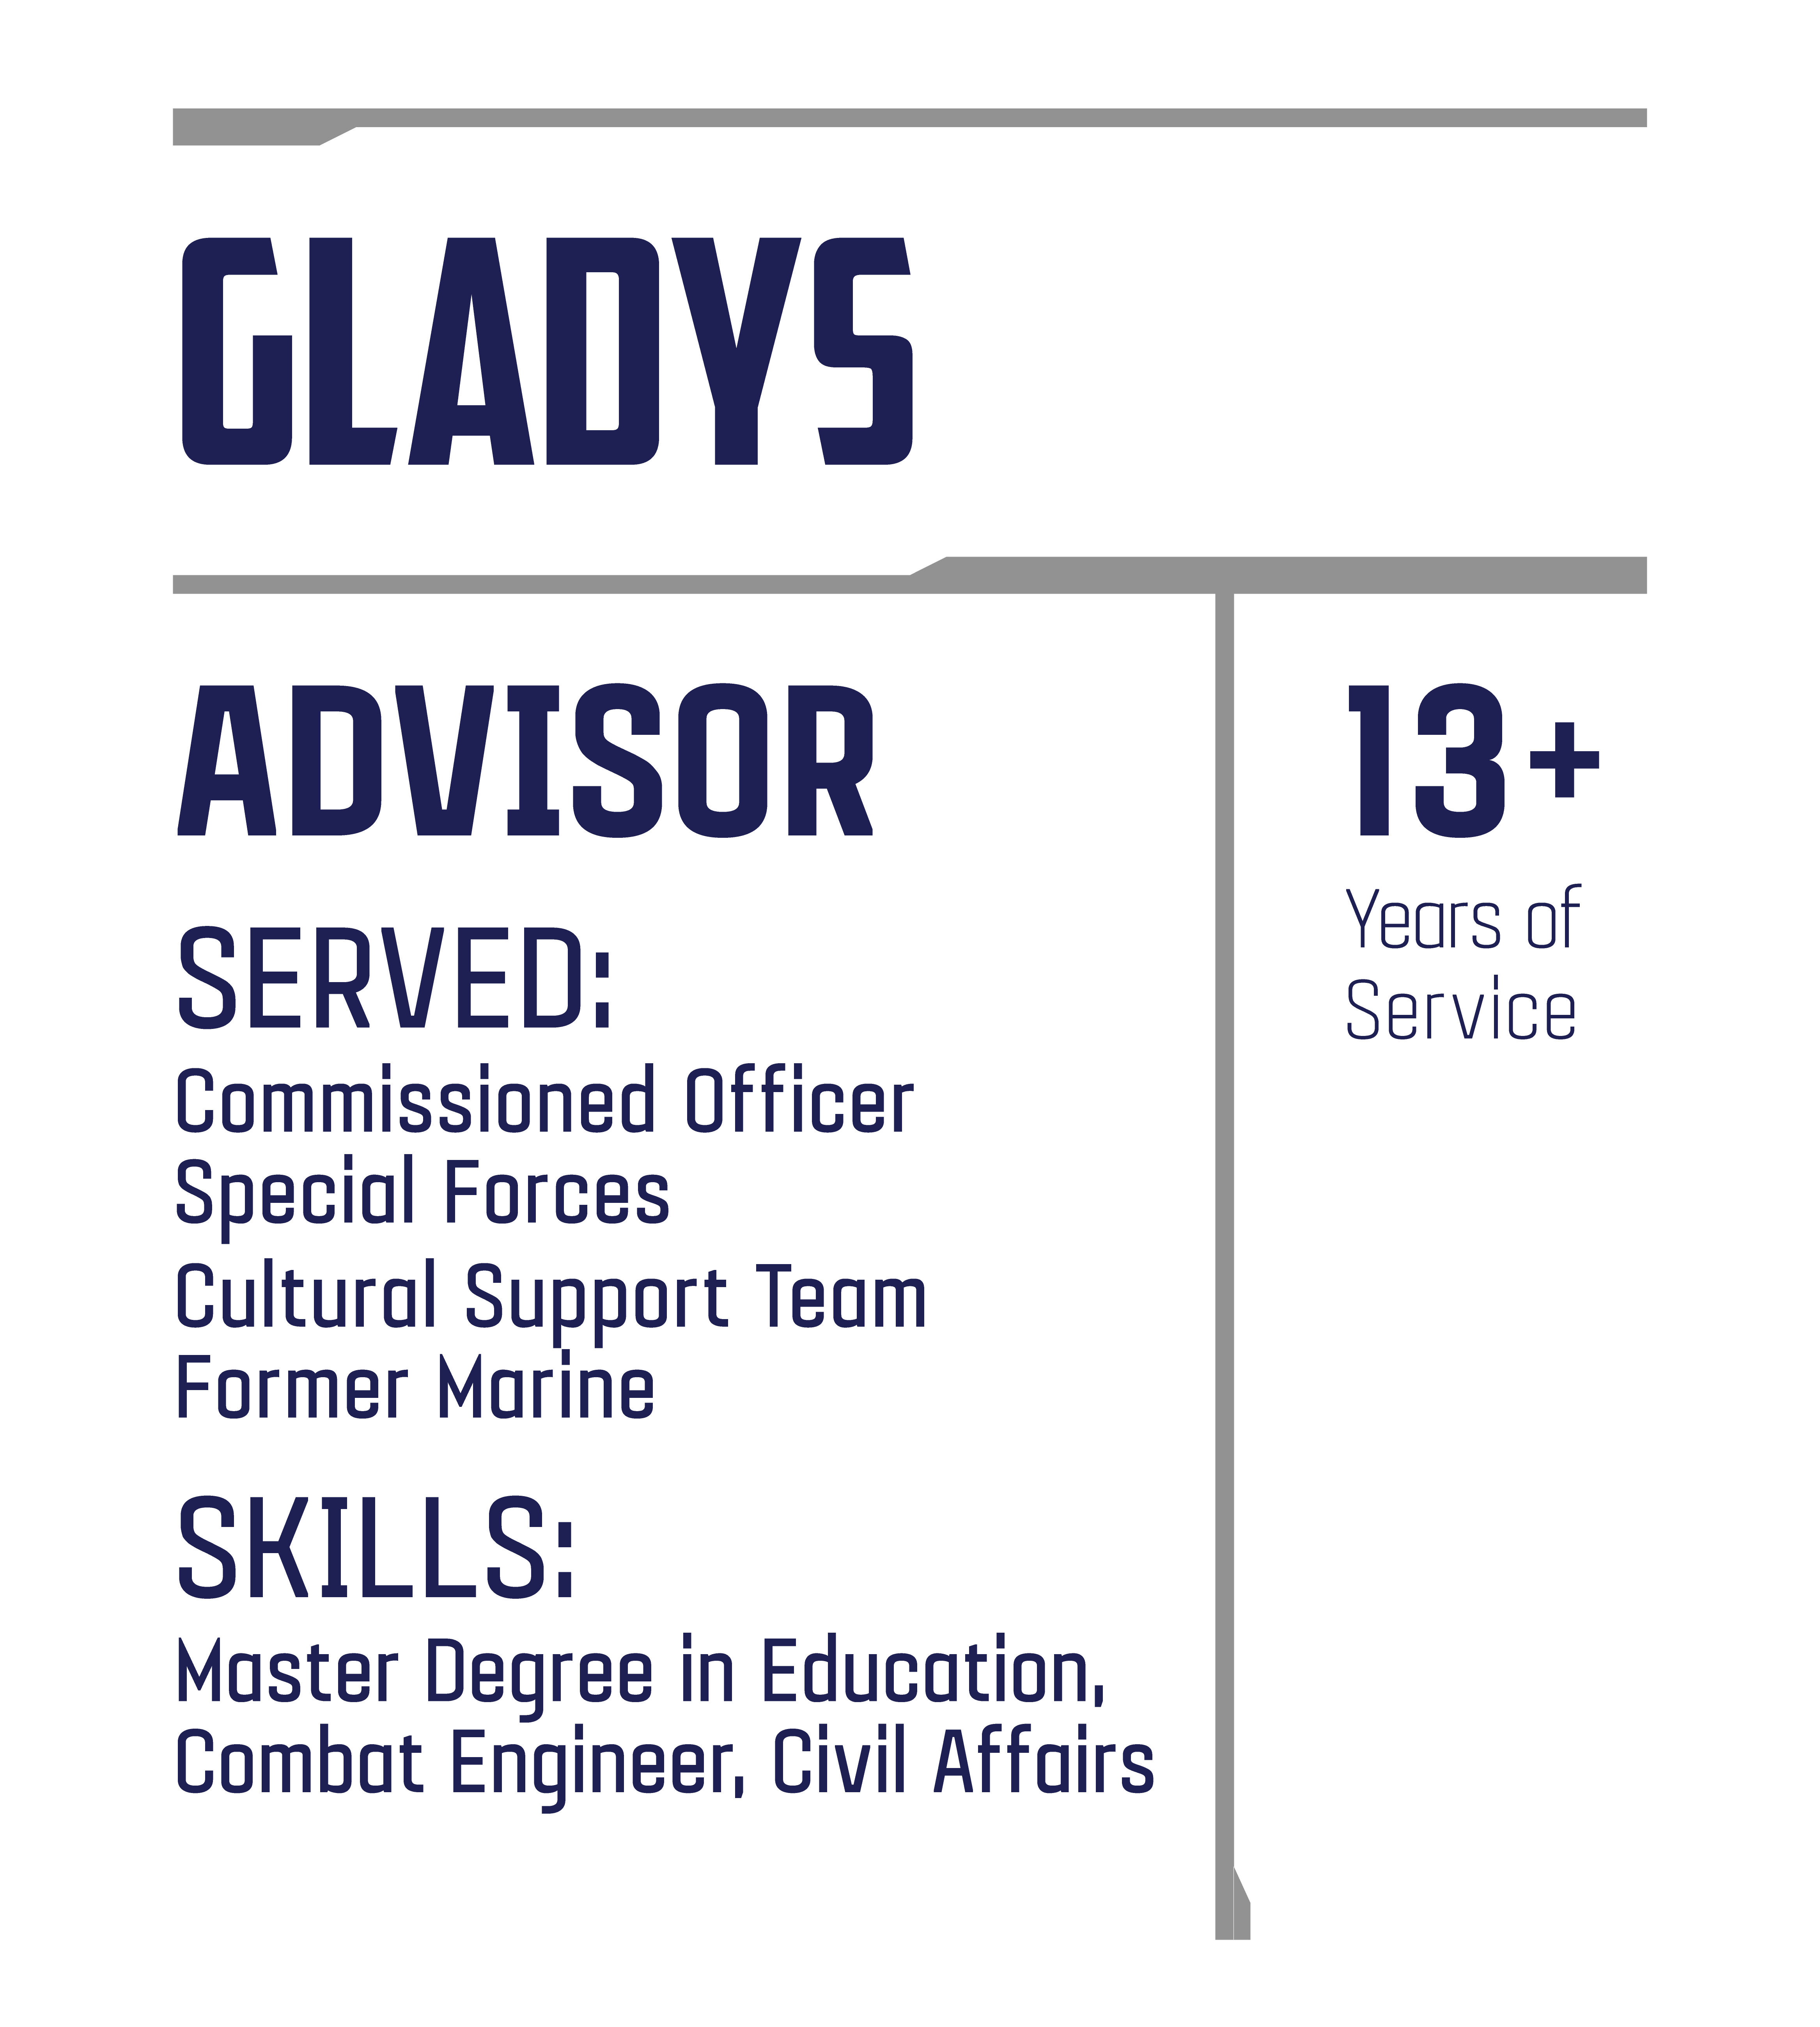 GLADYS
ADVISOR
SERVED:
Commissioned Officer
Special Forces
Cultural Support Team
Former Marine
SKILLS:
Master Degree in Education,
Combat Engineer, Civil Affairs
13+
Years of
Service